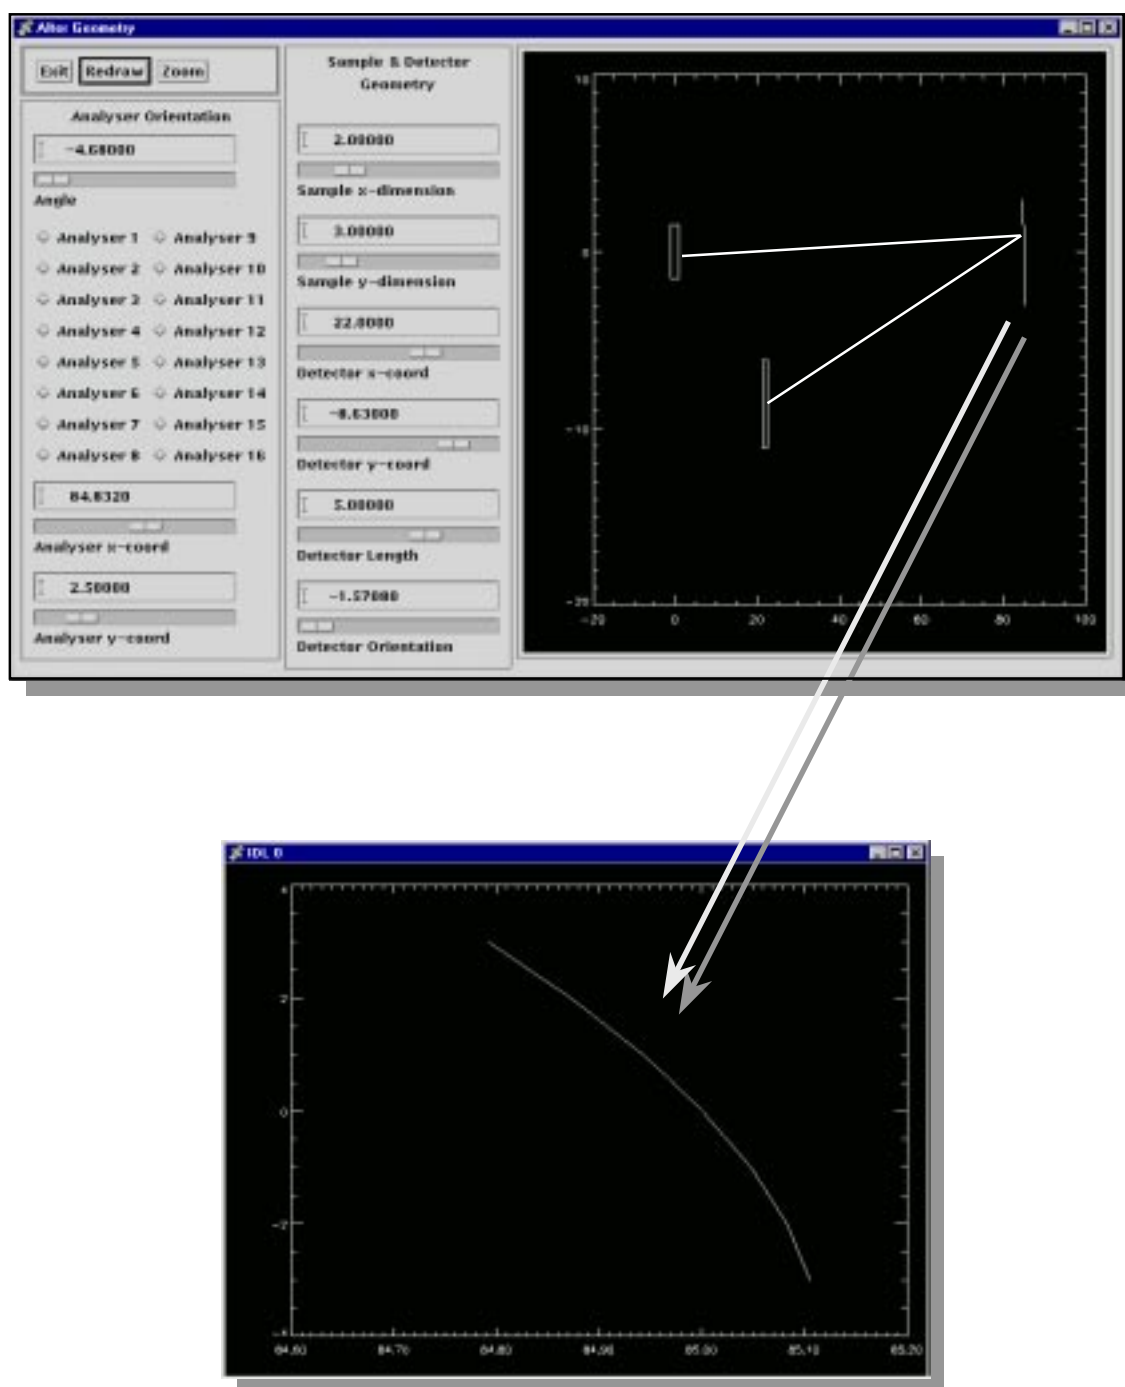 Alter Geometry
Exit Redraw Zoom
Analyser Orientation
-4.68000
Angle
Analyser 1 Analyser 9
Analyser 2 Analyser 10
Analyser 3 Analyser 11
Analyser 4 Analyser 12
Analyser 5 Analyser 13
Analyser 6 Analyser 14
Analyser 7 Analyser 15
Analyser 8 Analyser 16
84.8320
Analyser x-coord
2.50000
Analyser y-coord
Sample & Detector
Geometry
2.00000
Sample x-dimension
3.00000
Sample y-dimension
22.0000
Detector x-coord
-8.63000
Detector y-coord
5.00000
Detector Length
-1.57080
Detector Orientation
10
0
-10
-20
-20 0 20 40 60 80 100
IDL 0
4
2
0
-2
84.60 84.70 84.80 84.90 85.00 85.10 85.20